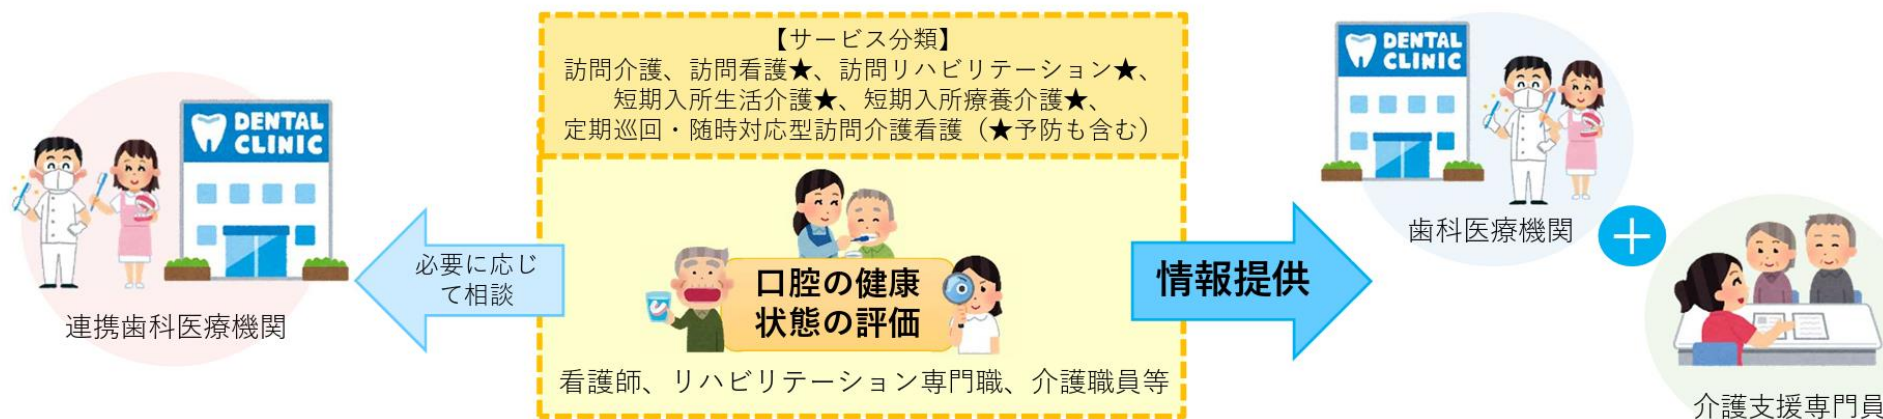 【サービス分類】
訪問介護、訪問看護★、訪問リハビリテーション★、
短期入所生活介護★、短期入所療養介護★、
定期巡回・随時対応型訪問介護看護（★予防も含む）
DENTAL
CLINIC
連携歯科医療機関
必要に応じ
て相談
口腔の健康
状態の評価
看護師、リハビリテーション専門職、介護職員等
情報提供
DENTAL
CLINIC
歯科医療機関
＋
介護支援専門員